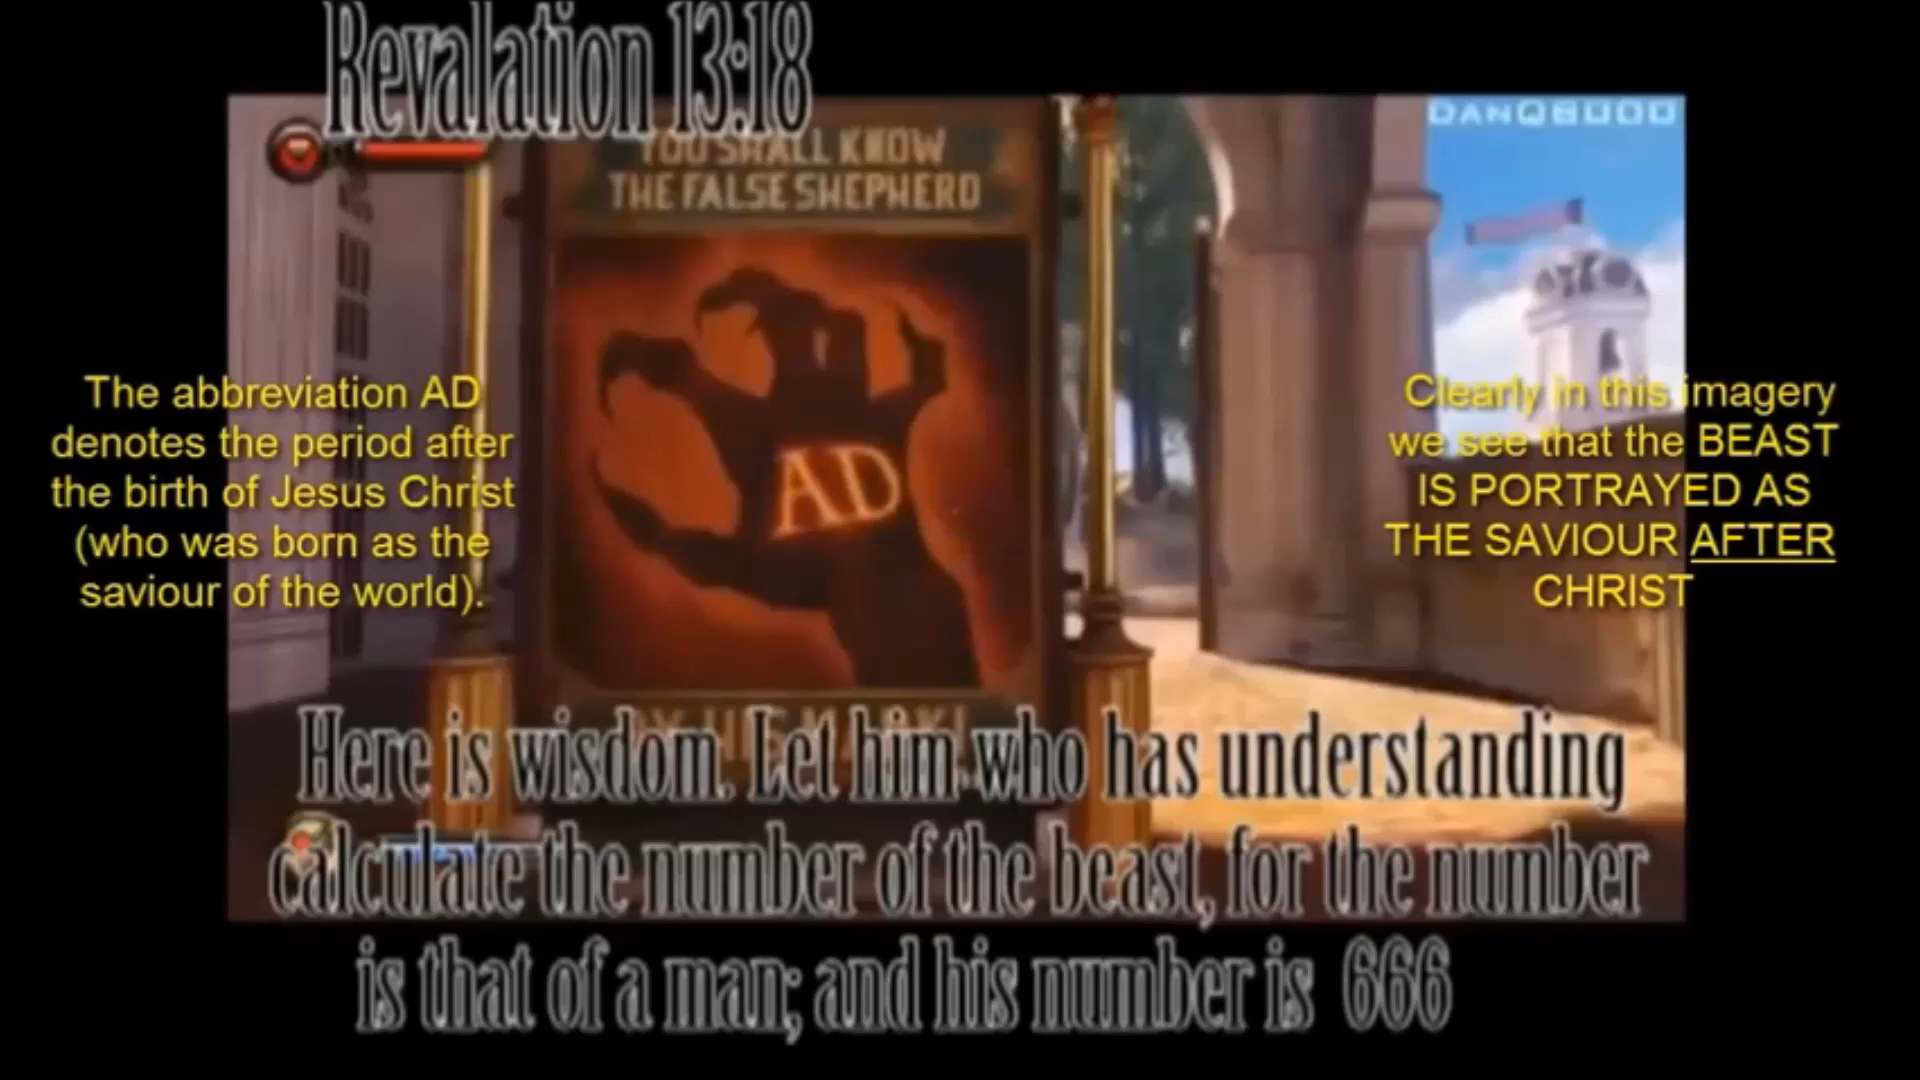 Revalation 13:18
DANQ8000
YOU SHALL KNOW
THE FALSE SHEPHERD
AD
The abbreviation AD
denotes the period after
the birth of Jesus Christ
(who was born as the
saviour of the world).
Clearly in this imagery
we see that the BEAST
IS PORTRAYED AS
THE SAVIOUR AFTER
CHRIST
Here is wisdom. Let him who has understanding
calculate the number of the beast, for the number
is that of a man; and his number is 666